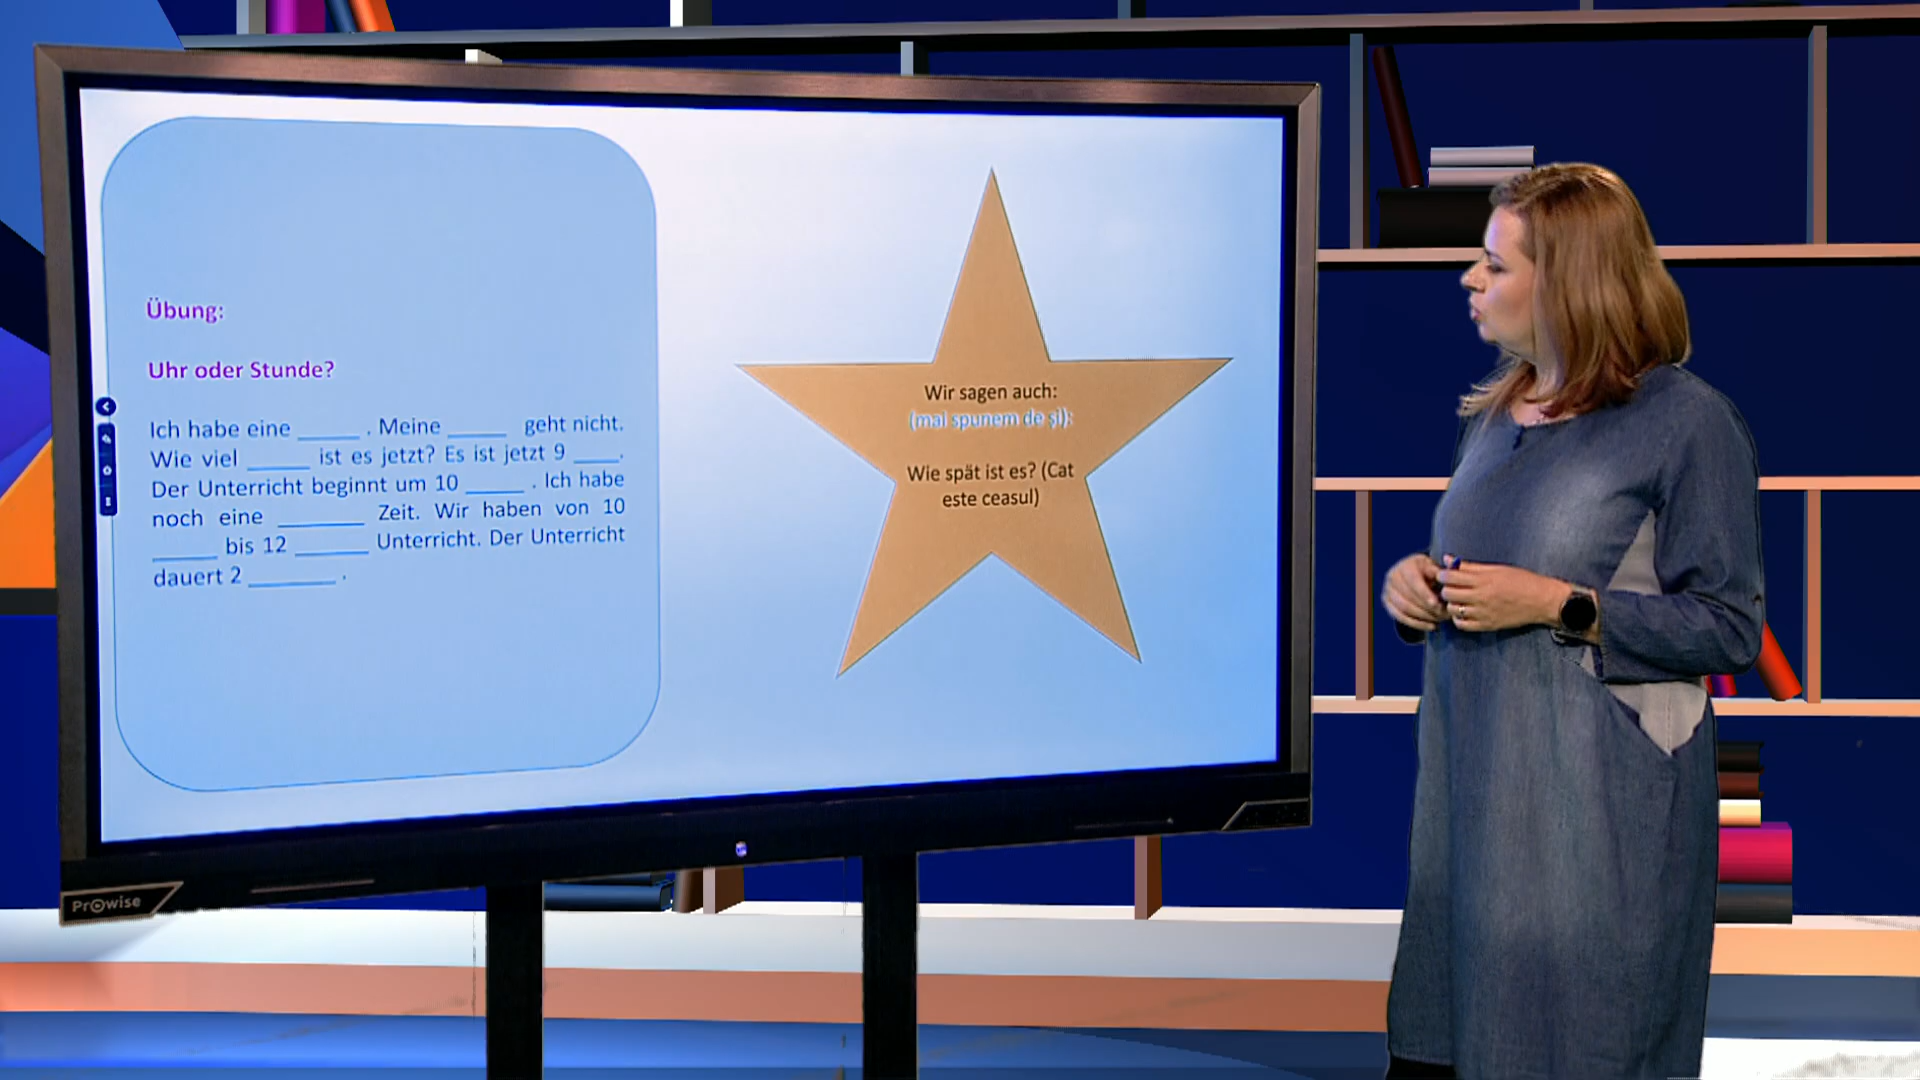 Übung:
Uhr oder Stunde?
Ich habe eine _____ . Meine _____ geht nicht.
Wie viel _____ ist es jetzt? Es ist jetzt 9 ____.
Der Unterricht beginnt um 10 _____ . Ich habe
noch eine _______ Zeit. Wir haben von 10
_____ bis 12 ______ Unterricht. Der Unterricht
dauert 2 _______ .
Wir sagen auch:
(mai spunem de și):
Wie spät ist es? (Cat
este ceasul)
Prowise